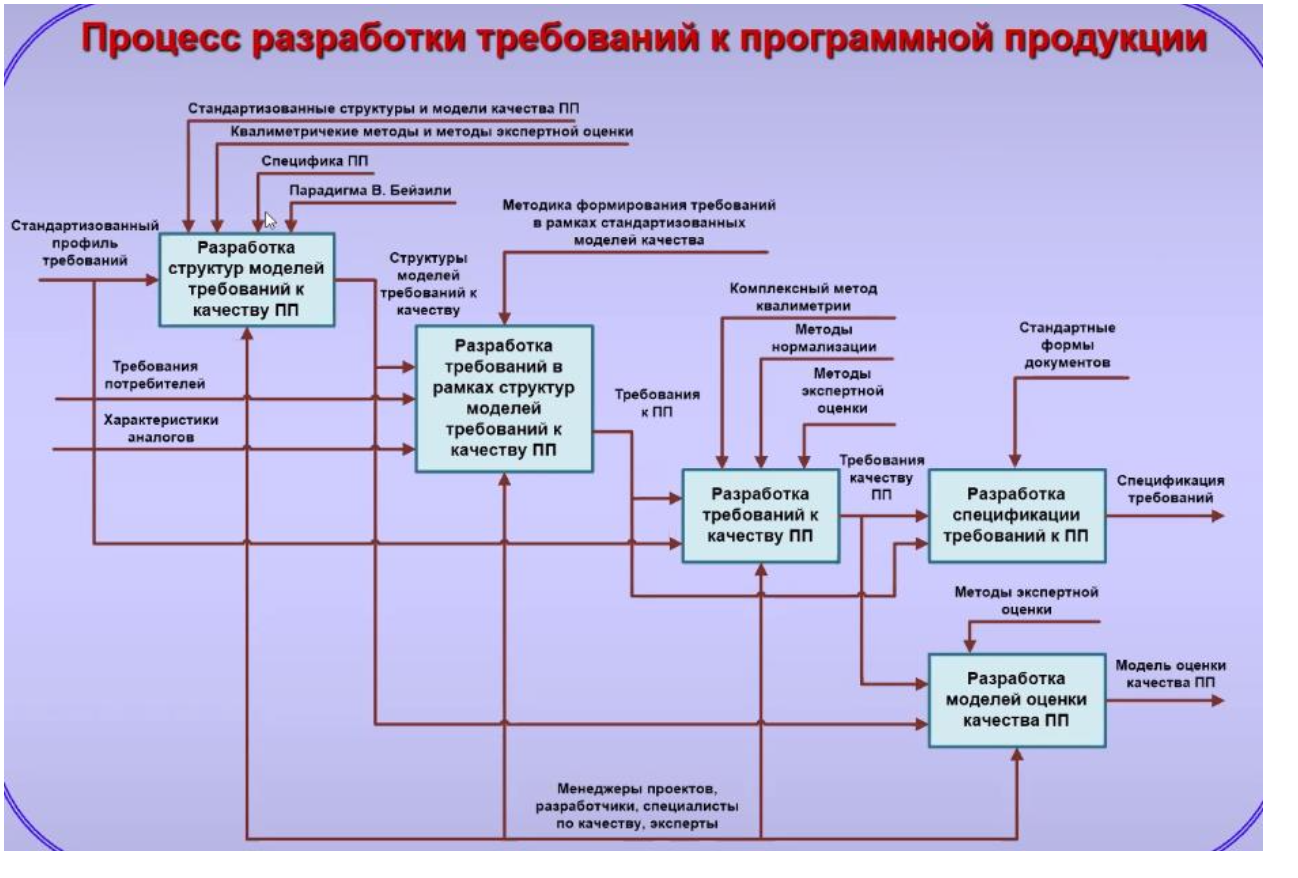 Процесс разработки требований к программной продукции
Стандартизованные структуры и модели качества ПП
Квалиметричекие методы и методы экспертной оценки
Специфика ПП
Парадигма В. Бейзили
Стандартизованный
профиль
требований
Разработка
структур моделей
требований к
качеству ПП
Структуры
моделей
требований к
качеству
Методика формирования требований
в рамках стандартизованных
моделей качества
Требования
потребителей
Характеристики
аналогов
Разработка
требований в
рамках структур
моделей
требований к
качеству ПП
Требования
к ПП
Комплексный метод
квалиметрии
Методы
нормализации
Методы
экспертной
оценки
Разработка
требований к
качеству ПП
Требования
качеству
ПП
Стандартные
формы
документов
Разработка
спецификации
требований к ПП
Спецификация
требований
Методы экспертной
оценки
Разработка
моделей оценки
качества ПП
Модель оценки
качества ПП
Менеджеры проектов,
разработчики, специалисты
по качеству, эксперты